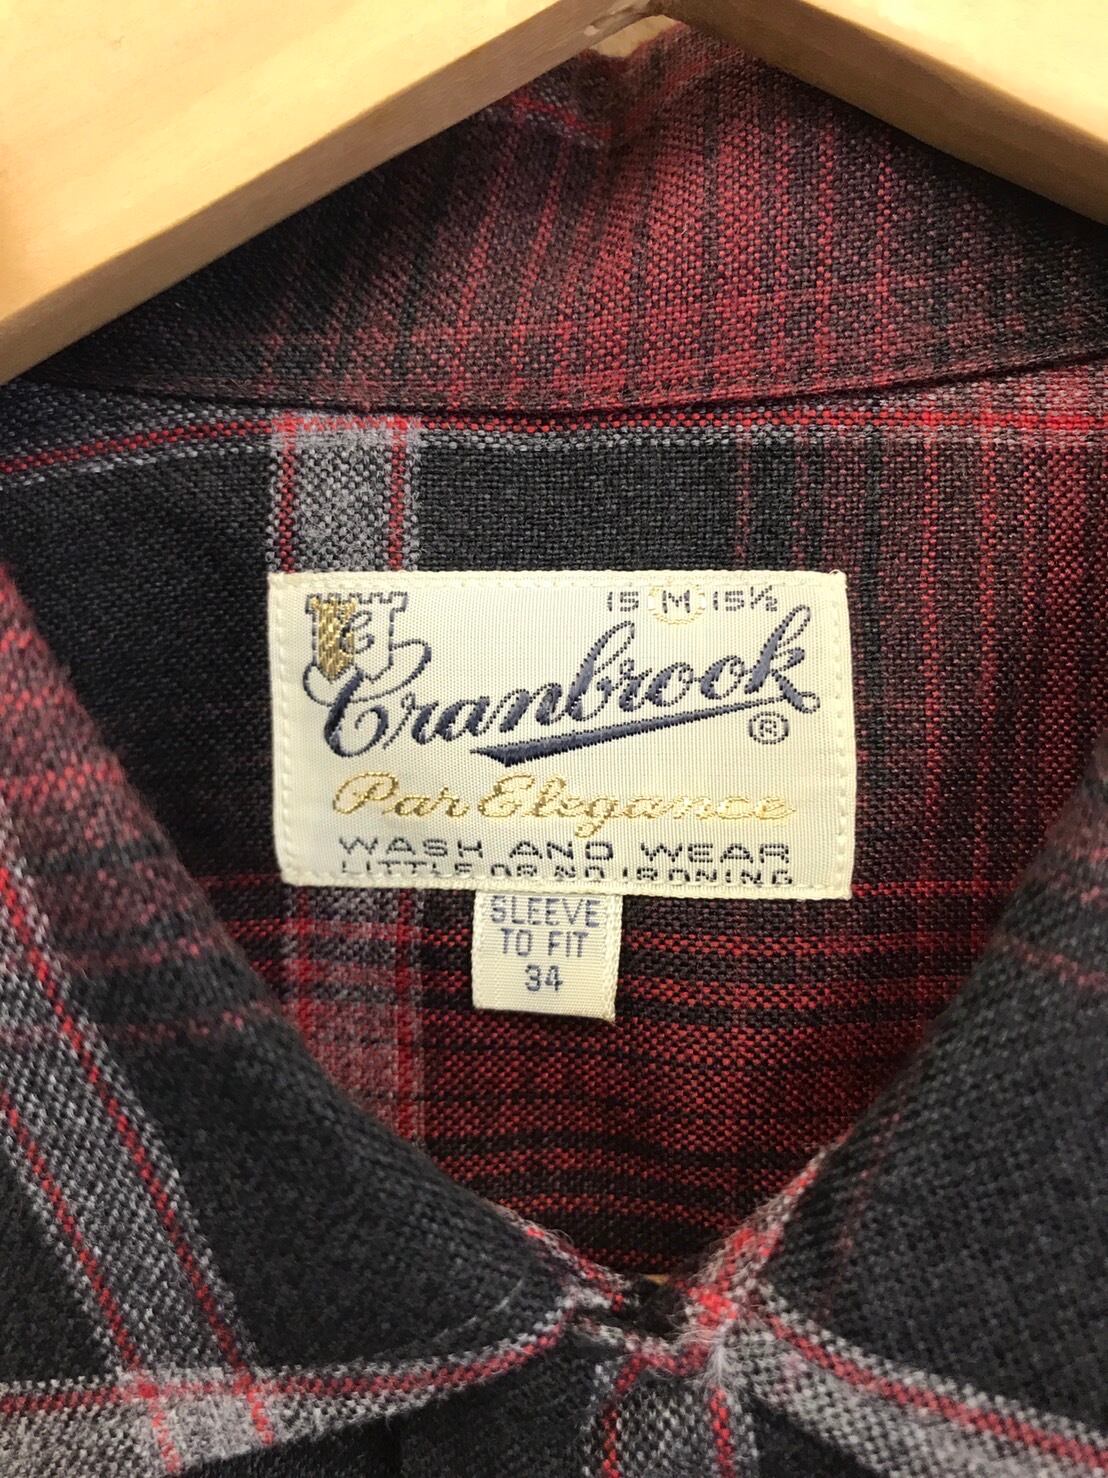 15 M 15½
C
Cranbrook ®
Par Elegance
WASH AND WEAR
LITTLE OR NO IRONING
SLEEVE
TO FIT
34